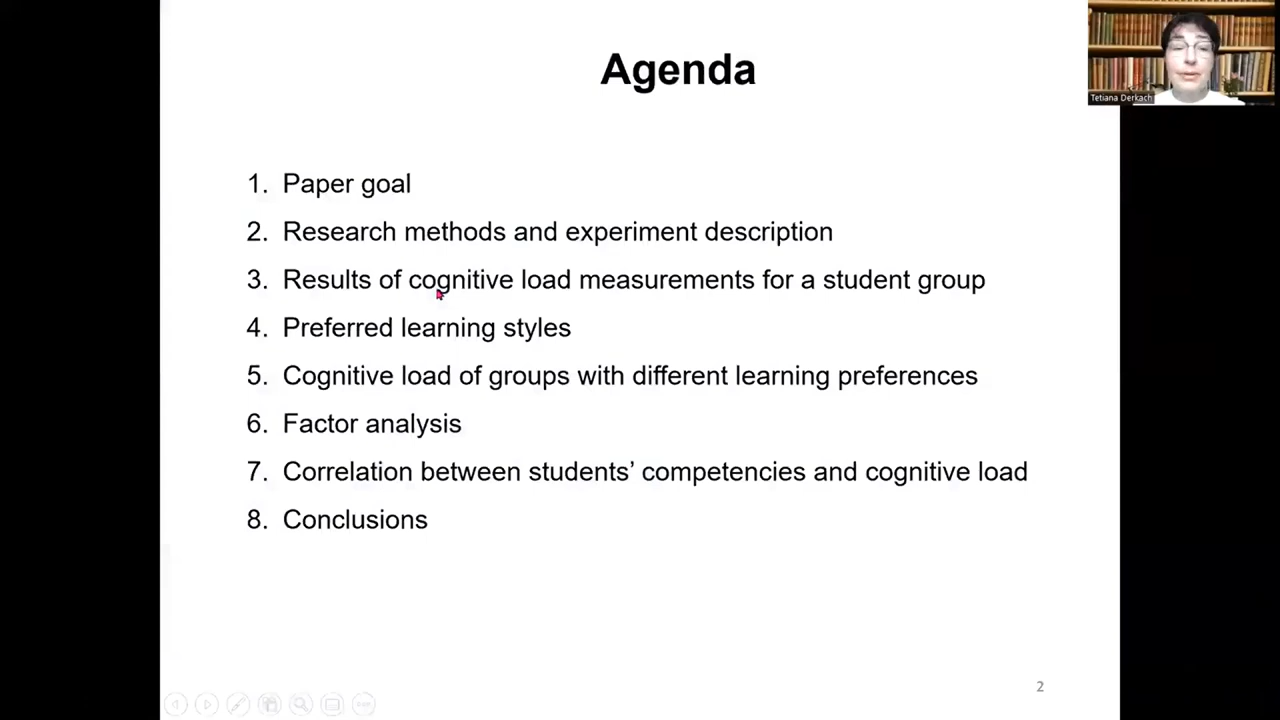 Agenda
Tetiana Derkach
1. Paper goal
2. Research methods and experiment description
3. Results of cognitive load measurements for a student group
4. Preferred learning styles
5. Cognitive load of groups with different learning preferences
6. Factor analysis
7. Correlation between students’ competencies and cognitive load
8. Conclusions
2